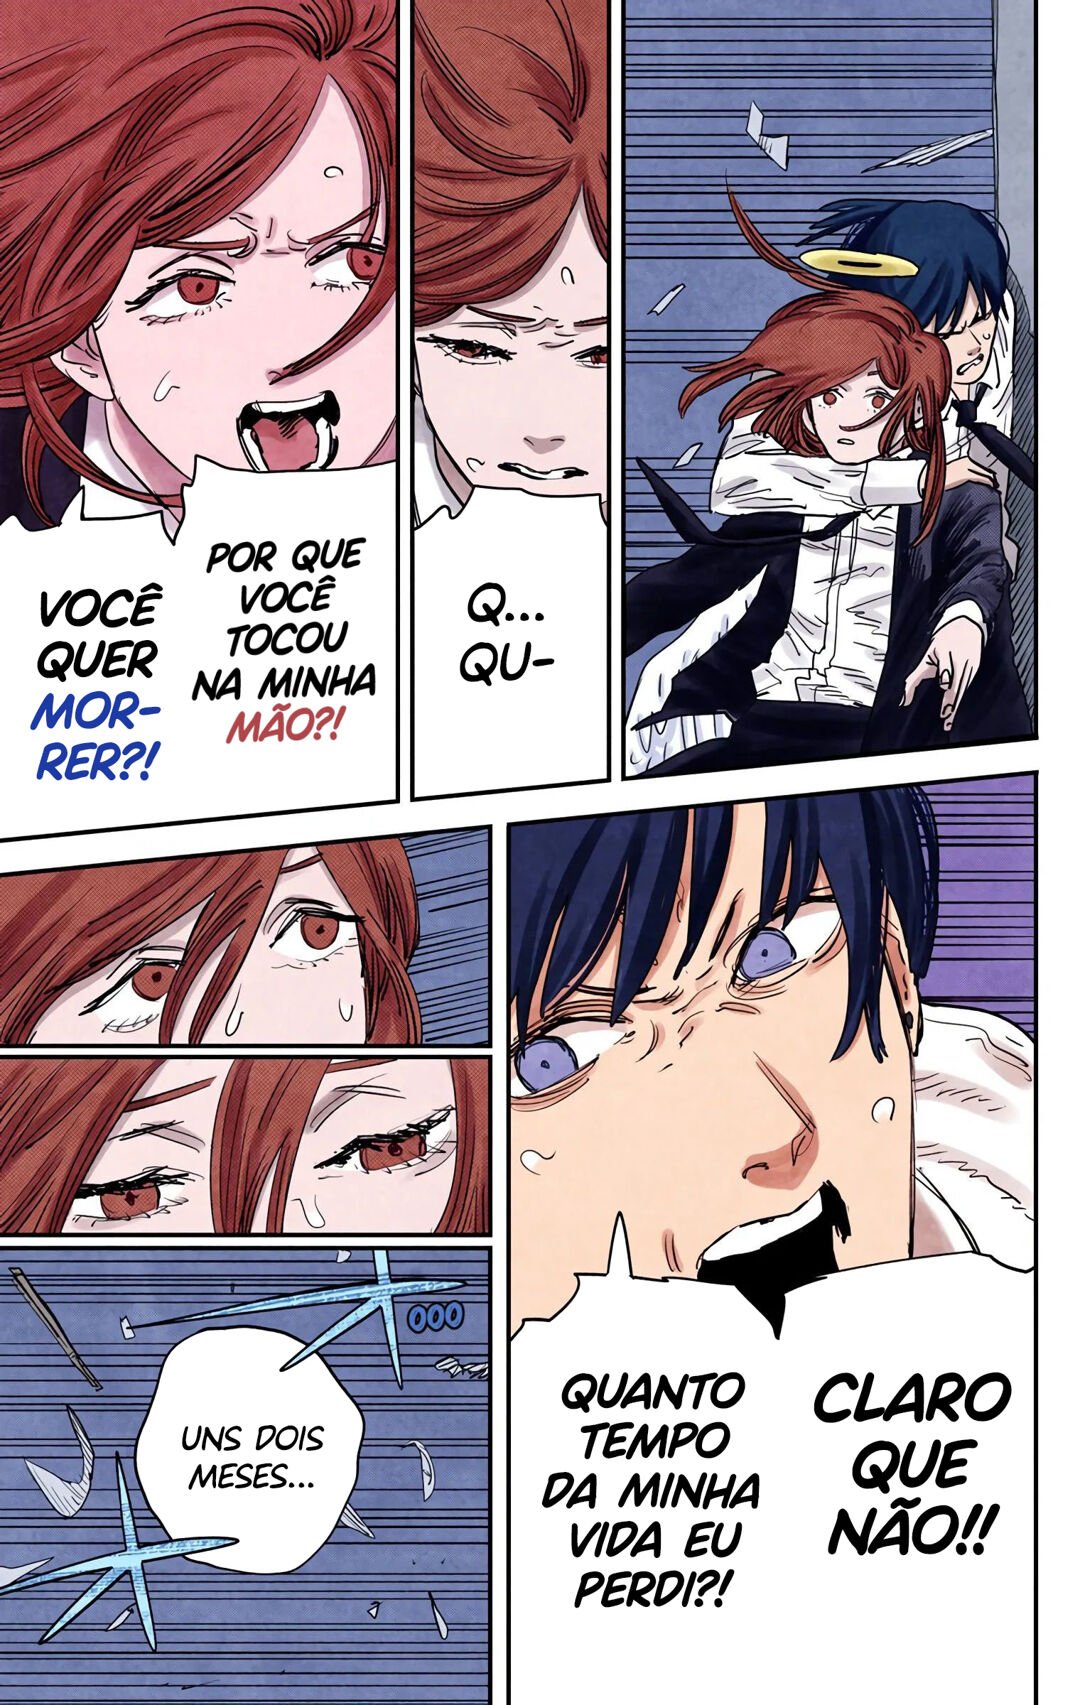 Q...
QU-
POR QUE
VOCÊ
TOCOU
NA MINHA
MÃO?!
VOCÊ
QUER
MOR-
RER?!
CLARO
QUE
NÃO!!
QUANTO
TEMPO
DA MINHA
VIDA EU
PERDI?!
OOO
UNS DOIS
MESES...